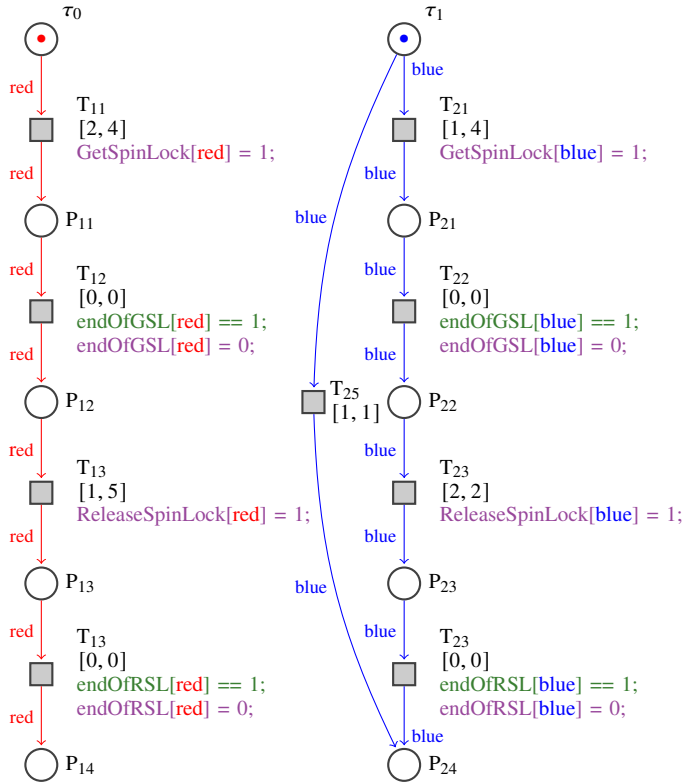 τ₀
τ₁
red
blue
blue
T₁₁
[2, 4]
GetSpinLock[red] = 1;
T₂₁
[1, 4]
GetSpinLock[blue] = 1;
red
blue
P₁₁
P₂₁
blue
red
blue
T₁₂
[0, 0]
endOfGSL[red] == 1;
endOfGSL[red] = 0;
T₂₂
[0, 0]
endOfGSL[blue] == 1;
endOfGSL[blue] = 0;
red
blue
T₂₅
[1, 1]
P₁₂
P₂₂
red
blue
T₁₃
[1, 5]
ReleaseSpinLock[red] = 1;
T₂₃
[2, 2]
ReleaseSpinLock[blue] = 1;
red
blue
P₁₃
P₂₃
blue
red
blue
T₁₃
[0, 0]
endOfRSL[red] == 1;
endOfRSL[red] = 0;
T₂₃
[0, 0]
endOfRSL[blue] == 1;
endOfRSL[blue] = 0;
red
blue
P₁₄
P₂₄